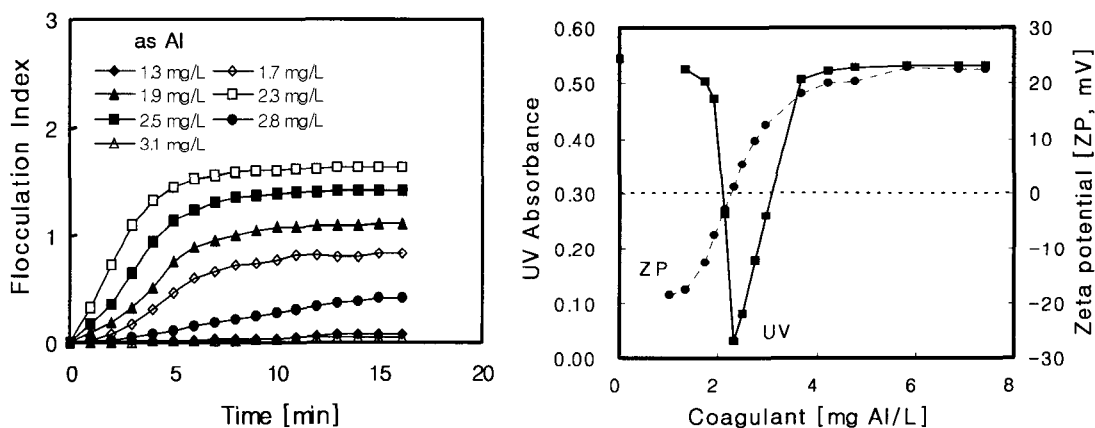 3
2
1
0
Flocculation Index
as Al
1.3 mg/L 1.7 mg/L
1.9 mg/L 2.3 mg/L
2.5 mg/L 2.8 mg/L
3.1 mg/L
0 5 10 15 20
Time [min]
0.60
0.50
0.40
0.30
0.20
0.10
0.00
UV Absorbance
ZP
UV
30
20
10
0
-10
-20
-30
Zeta potential [ZP, mV]
0 2 4 6 8
Coagulant [mg Al/L]